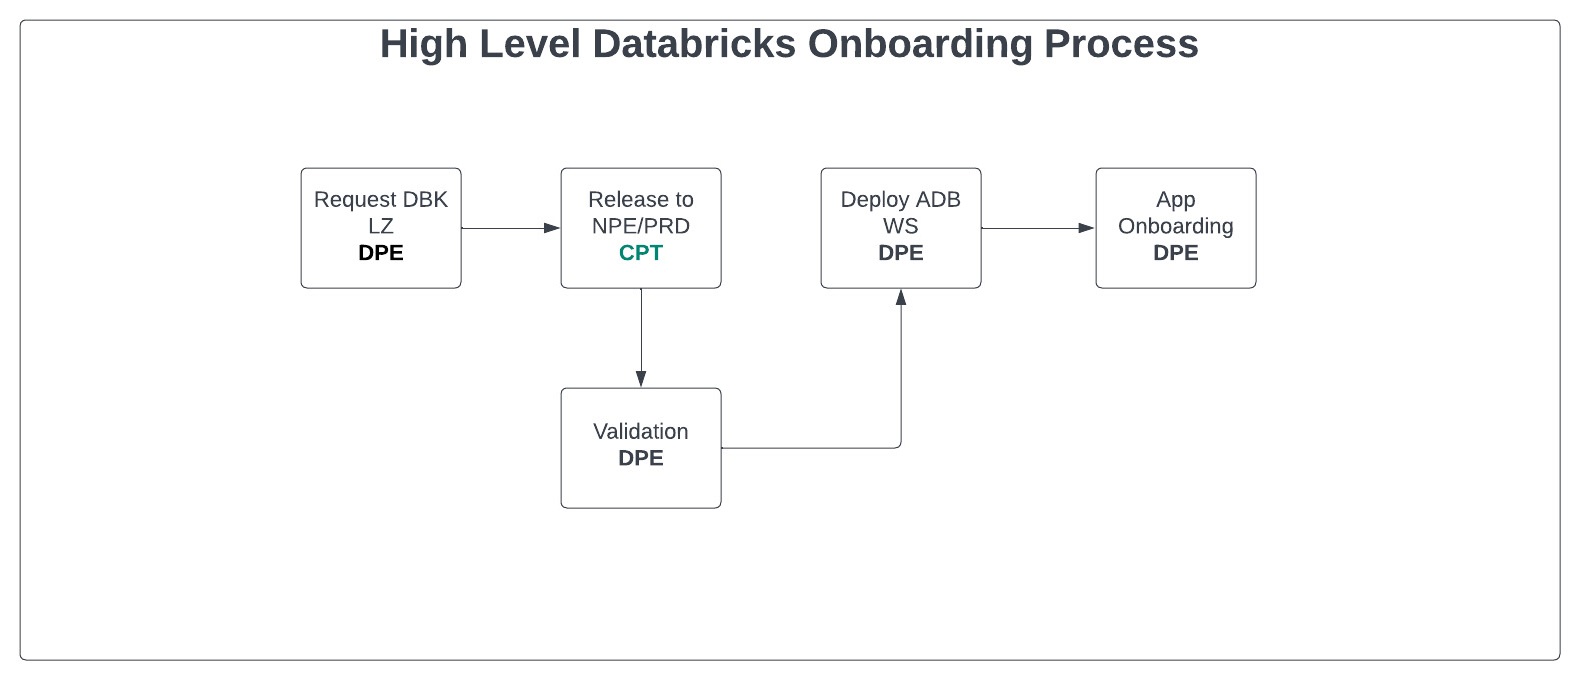 High Level Databricks Onboarding Process
Request DBK
LZ
DPE
Release to
NPE/PRD
CPT
Validation
DPE
Deploy ADB
WS
DPE
App
Onboarding
DPE